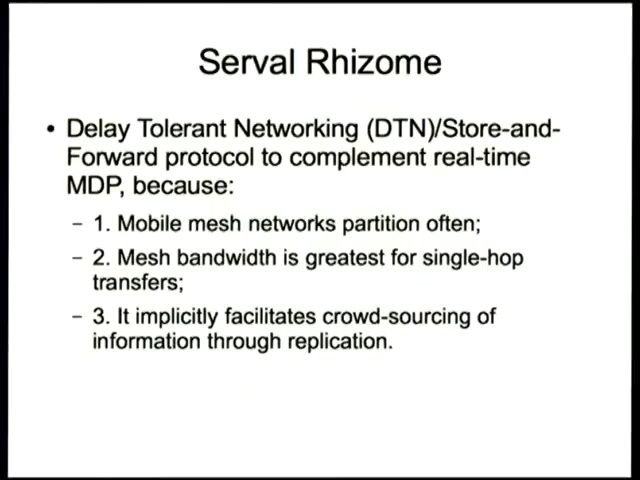 Serval Rhizome
• Delay Tolerant Networking (DTN)/Store-and-
Forward protocol to complement real-time
MDP, because:
– 1. Mobile mesh networks partition often;
– 2. Mesh bandwidth is greatest for single-hop
transfers;
– 3. It implicitly facilitates crowd-sourcing of
information through replication.